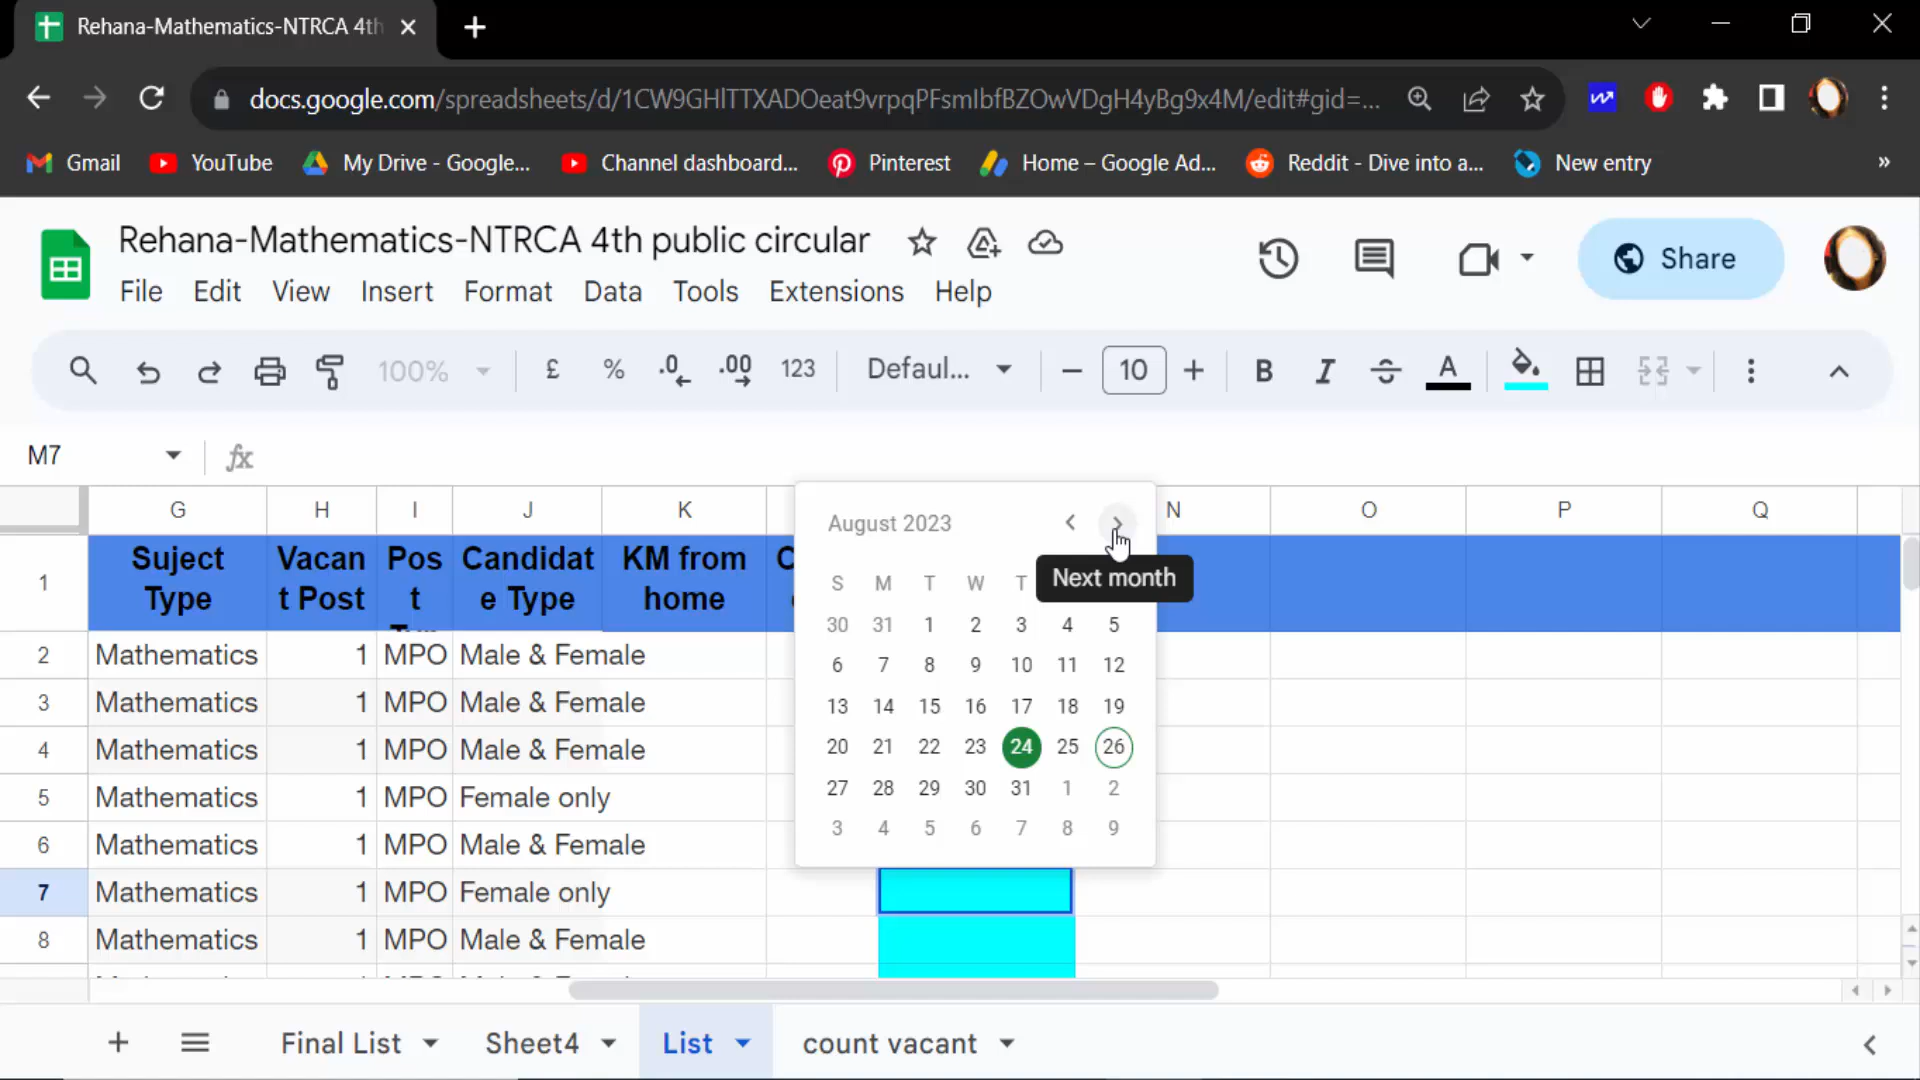 Rehana-Mathematics-NTRCA 4th
docs.google.com/spreadsheets/d/1CW9GHlTTXADOeat9vrpqPFsmIbfBZOwVDgH4yBg9x4M/edit#gid=...
Gmail YouTube My Drive - Google... Channel dashboard... Pinterest Home – Google Ad... Reddit - Dive into a... New entry »
Rehana-Mathematics-NTRCA 4th public circular
Share
File Edit View Insert Format Data Tools Extensions Help
100% £ % .0 .00 123 Defaul... 10 B I A
M7 fx
G H I J K N O P Q
August 2023
Next month
1 Suject Type Vacan t Post Pos t Candidat e Type KM from home C
S M T W T
30 31 1 2 3 4 5
6 7 8 9 10 11 12
13 14 15 16 17 18 19
20 21 22 23 24 25 26
27 28 29 30 31 1 2
3 4 5 6 7 8 9
2 Mathematics 1 MPO Male & Female
3 Mathematics 1 MPO Male & Female
4 Mathematics 1 MPO Male & Female
5 Mathematics 1 MPO Female only
6 Mathematics 1 MPO Male & Female
7 Mathematics 1 MPO Female only
8 Mathematics 1 MPO Male & Female
Final List Sheet4 List count vacant